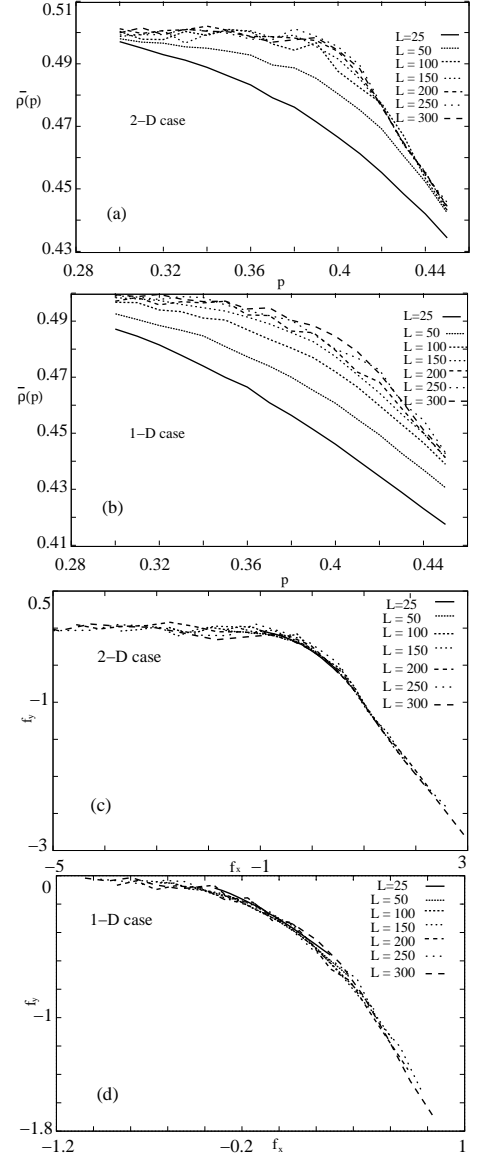 0.51
0.49
0.47
0.45
0.43
ρ̄(p)
L=25
L = 50
L = 100
L = 150
L = 200
L = 250
L = 300
2–D case
(a)
0.28 0.32 0.36 0.4 0.44
p
0.49
0.47
0.45
0.43
0.41
ρ̄(p)
L=25
L = 50
L = 100
L = 150
L = 200
L = 250
L = 300
1–D case
(b)
0.28 0.32 0.36 0.4 0.44
p
0.5
−1
−3
f_y
L=25
L = 50
L = 100
L = 150
L = 200
L = 250
L = 300
2–D case
(c)
−5 f_x −1 3
0
−1
−1.8
f_y
L=25
L = 50
L = 100
L = 150
L = 200
L = 250
L = 300
1–D case
(d)
−1.2 −0.2 f_x 1